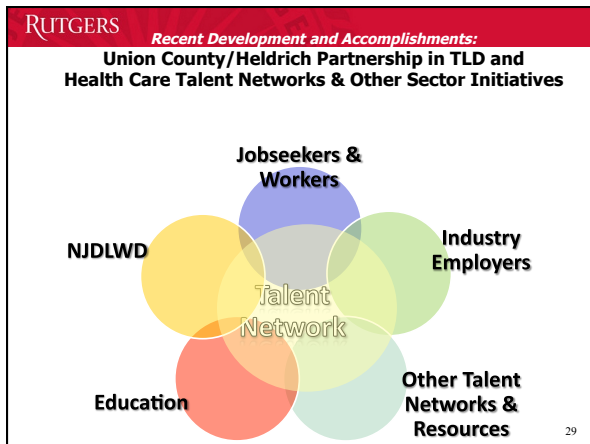 RUTGERS
Recent Development and Accomplishments:
Union County/Heldrich Partnership in TLD and
Health Care Talent Networks & Other Sector Initiatives
Jobseekers &
Workers
NJDLWD
Industry
Employers
Talent
Network
Education
Other Talent
Networks &
Resources
29